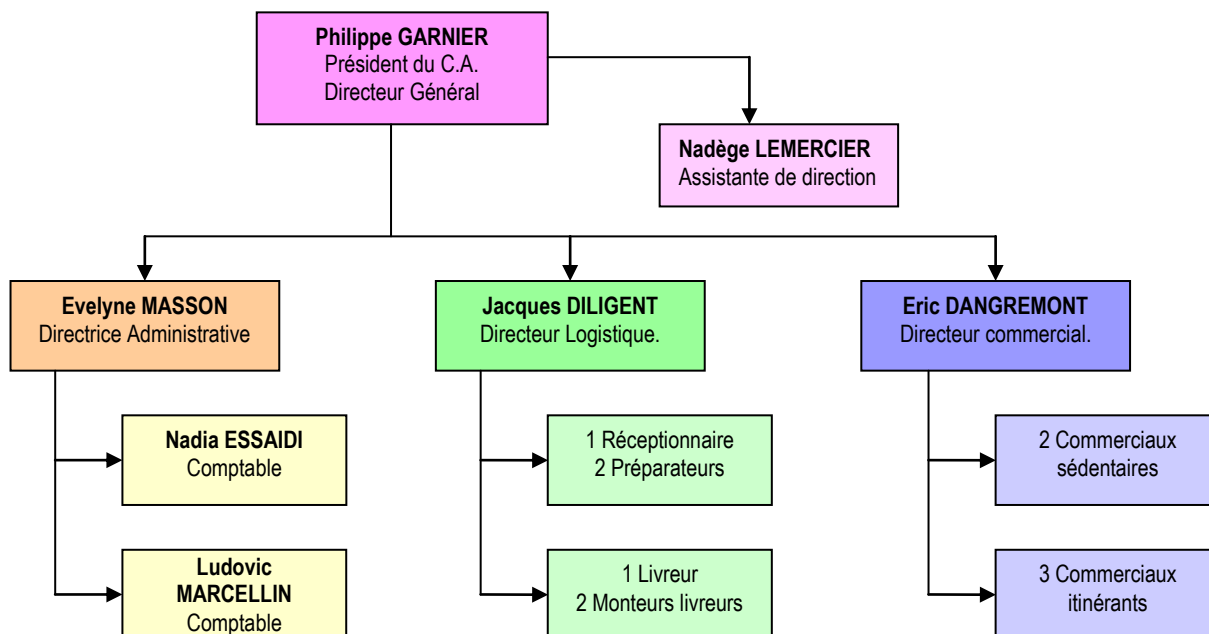 Philippe GARNIER
Président du C.A.
Directeur Général
Nadège LEMERCIER
Assistante de direction
Evelyne MASSON
Directrice Administrative
Jacques DILIGENT
Directeur Logistique.
Eric DANGREMONT
Directeur commercial.
Nadia ESSAIDI
Comptable
1 Réceptionnaire
2 Préparateurs
2 Commerciaux
sédentaires
Ludovic
MARCELLIN
Comptable
1 Livreur
2 Monteurs livreurs
3 Commerciaux
itinérants